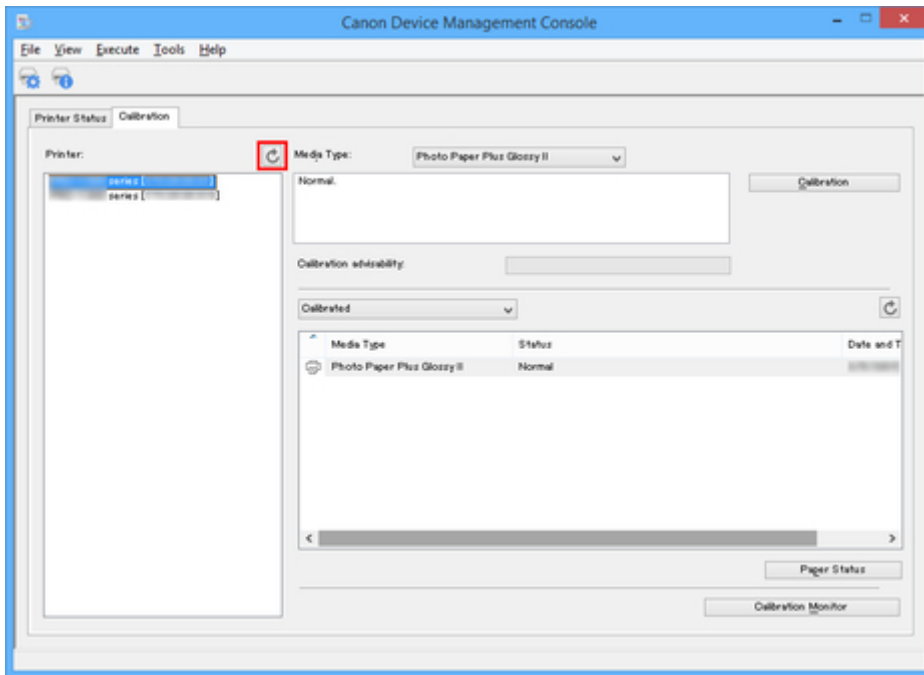 Canon Device Management Console
File View Execute Tools Help
Printer Status Calibration
Printer:
series [
]
series [
]
Media Type: Photo Paper Plus Glossy II
Normal.
Calibration
Calibration advisability:
Calibrated
Media Type Status Date and T
Photo Paper Plus Glossy II Normal
Paper Status
Calibration Monitor